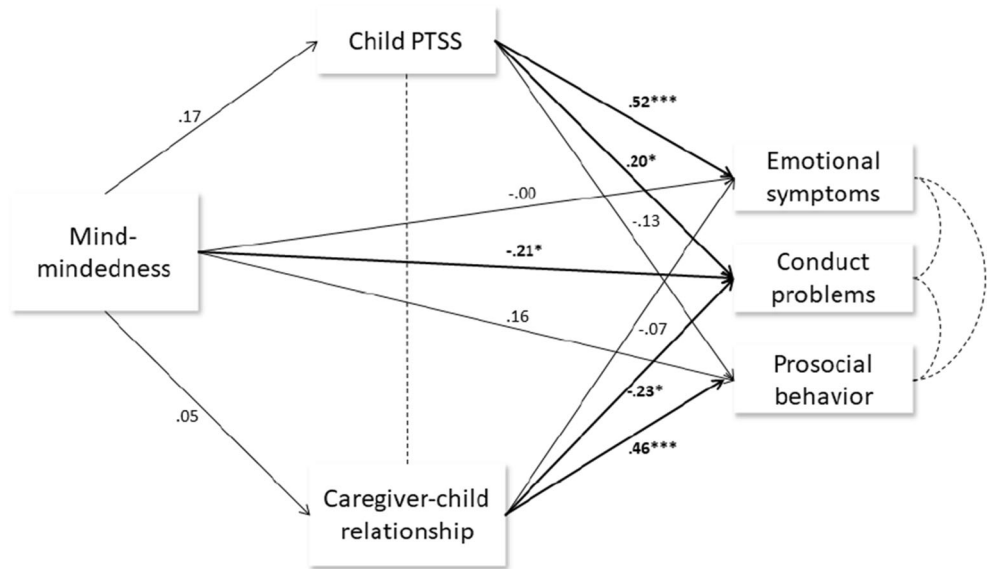 Child PTSS
.17
.52***
.20*
Emotional
symptoms
-.00
-.13
Mind-
mindedness
-.21*
Conduct
problems
.16
-.07
Prosocial
behavior
.05
-.23*
.46***
Caregiver-child
relationship